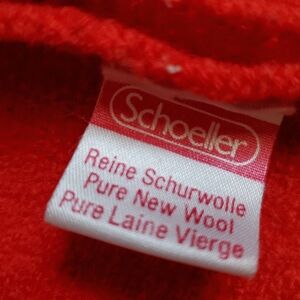 Schoeller
Reine Schurwolle
Pure New Wool
Pure Laine Vierge